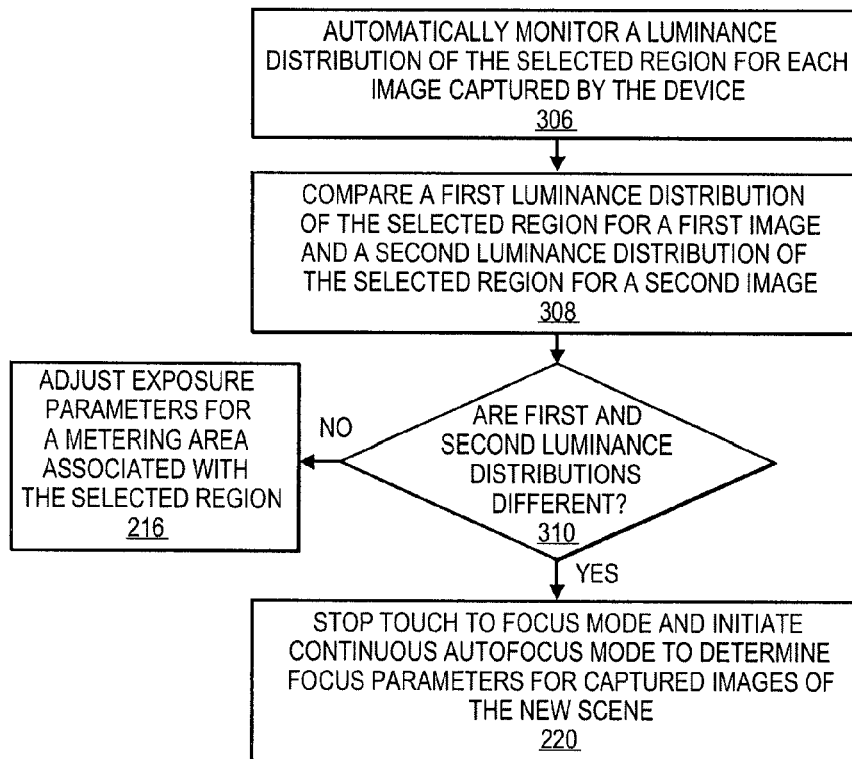 AUTOMATICALLY MONITOR A LUMINANCE
DISTRIBUTION OF THE SELECTED REGION FOR EACH
IMAGE CAPTURED BY THE DEVICE
306
COMPARE A FIRST LUMINANCE DISTRIBUTION
OF THE SELECTED REGION FOR A FIRST IMAGE
AND A SECOND LUMINANCE DISTRIBUTION OF
THE SELECTED REGION FOR A SECOND IMAGE
308
ARE FIRST AND
SECOND LUMINANCE
DISTRIBUTIONS
DIFFERENT?
310
NO
ADJUST EXPOSURE
PARAMETERS FOR
A METERING AREA
ASSOCIATED WITH
THE SELECTED REGION
216
YES
STOP TOUCH TO FOCUS MODE AND INITIATE
CONTINUOUS AUTOFOCUS MODE TO DETERMINE
FOCUS PARAMETERS FOR CAPTURED IMAGES OF
THE NEW SCENE
220